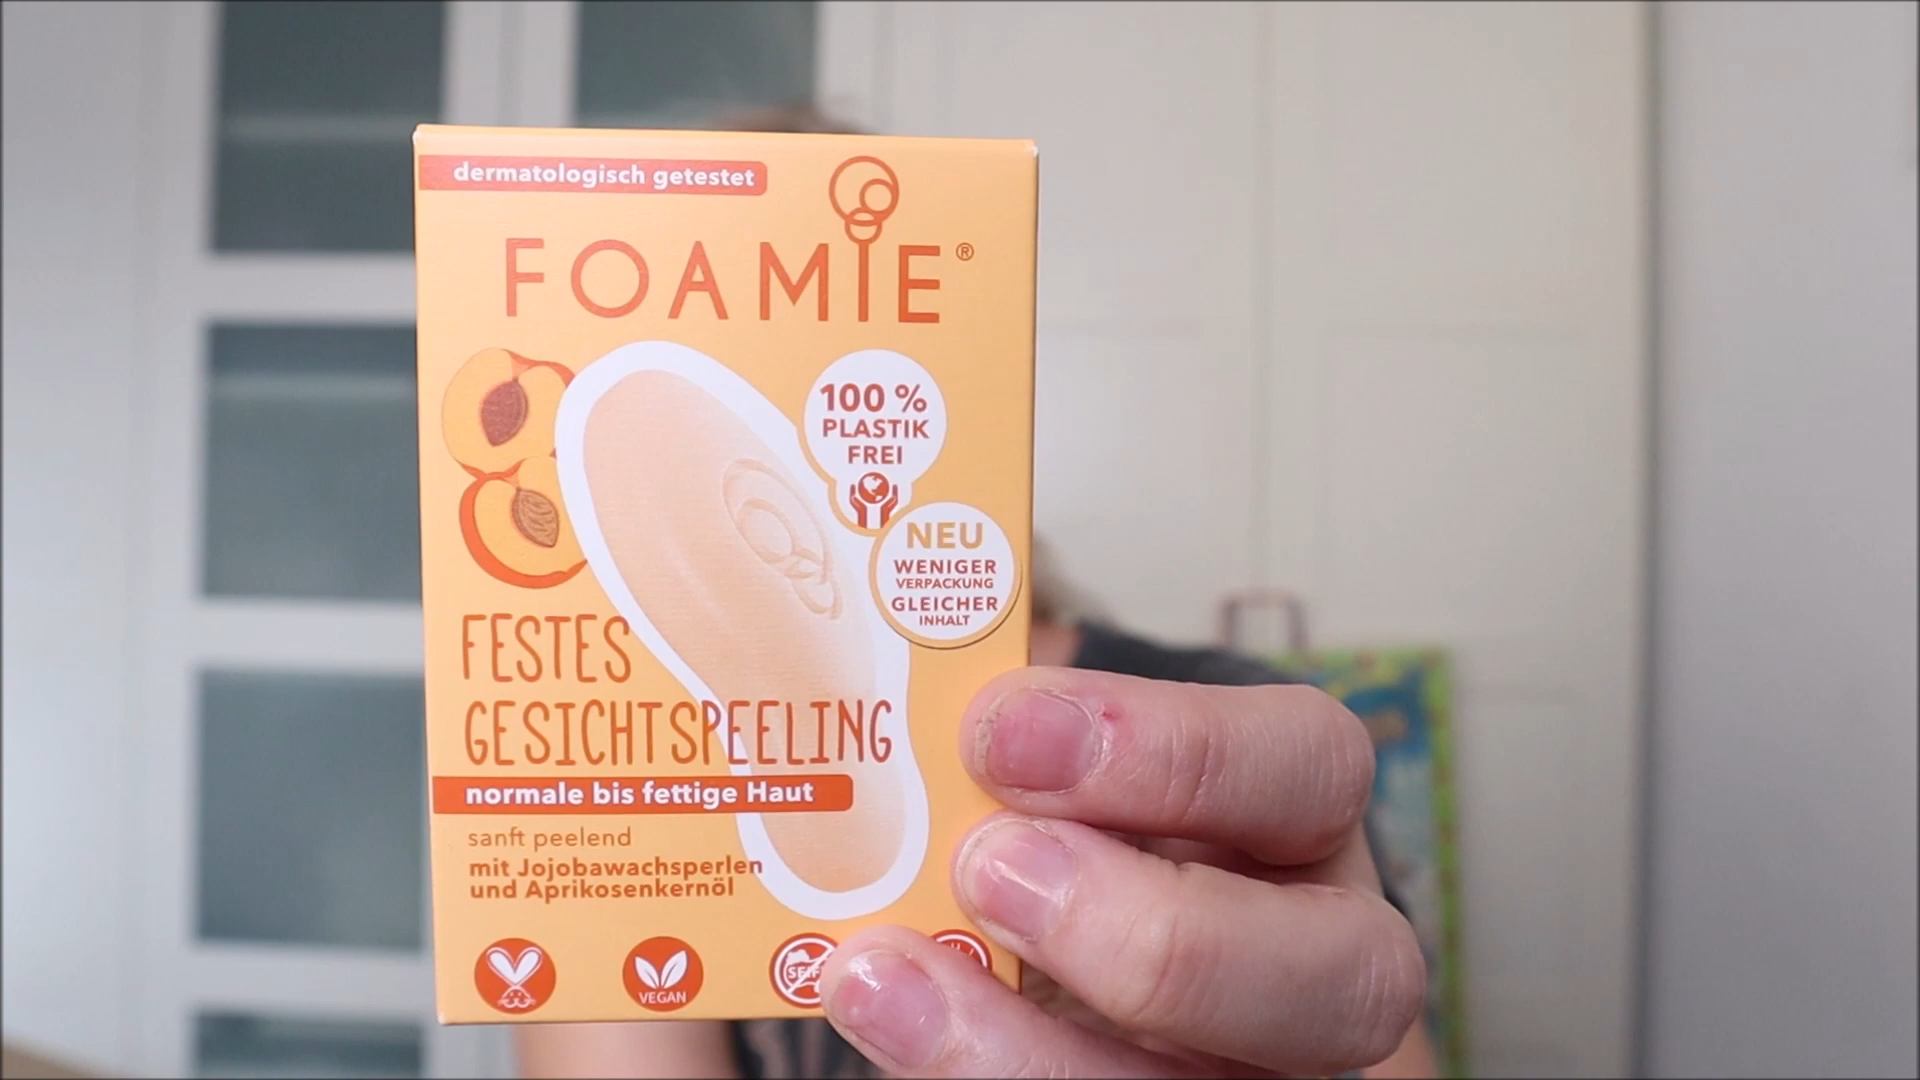 dermatologisch getestet
FOAMIE®
100 %
PLASTIK
FREI
NEU
WENIGER
VERPACKUNG
GLEICHER
INHALT
FESTES
GESICHTSPEELING
normale bis fettige Haut
sanft peelend
mit Jojobawachsperlen
und Aprikosenkernöl
VEGAN